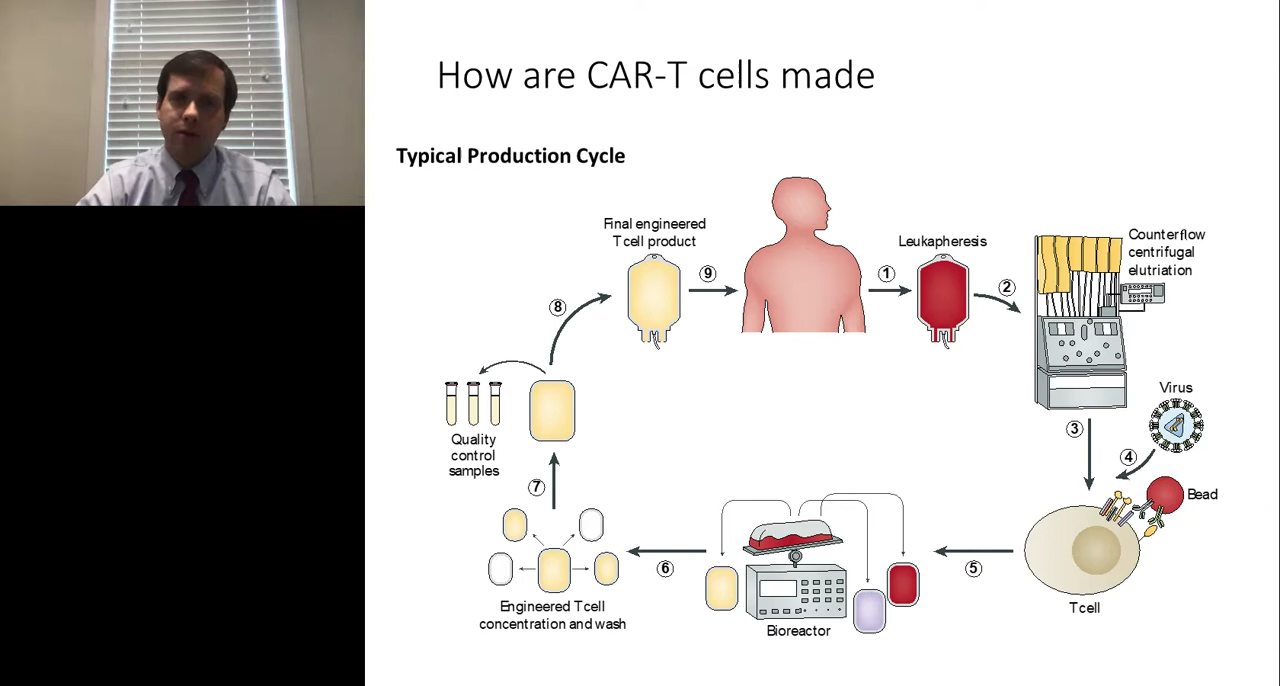 How are CAR-T cells made
Typical Production Cycle
Final engineered
T cell product
9
Leukapheresis
1
2
Counterflow
centrifugal
elutriation
8
Virus
3
4
Bead
Quality
control
samples
7
T cell
5
Bioreactor
6
Engineered T cell
concentration and wash